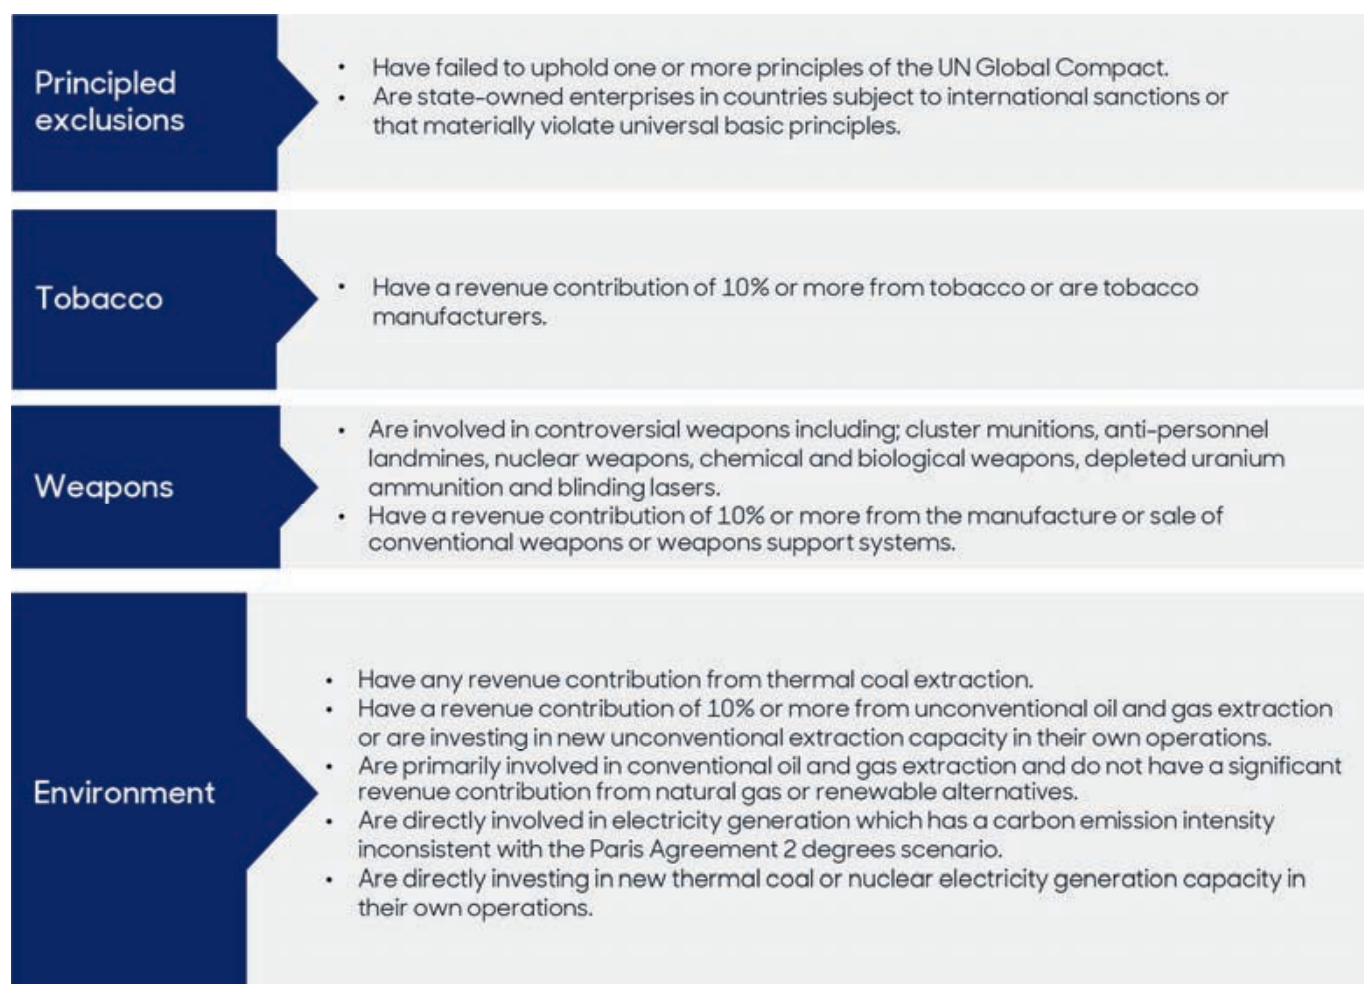 Principled
exclusions
• Have failed to uphold one or more principles of the UN Global Compact.
• Are state-owned enterprises in countries subject to international sanctions or
that materially violate universal basic principles.
Tobacco
• Have a revenue contribution of 10% or more from tobacco or are tobacco
manufacturers.
Weapons
• Are involved in controversial weapons including; cluster munitions, anti-personnel
landmines, nuclear weapons, chemical and biological weapons, depleted uranium
ammunition and blinding lasers.
• Have a revenue contribution of 10% or more from the manufacture or sale of
conventional weapons or weapons support systems.
Environment
• Have any revenue contribution from thermal coal extraction.
• Have a revenue contribution of 10% or more from unconventional oil and gas extraction
or are investing in new unconventional extraction capacity in their own operations.
• Are primarily involved in conventional oil and gas extraction and do not have a significant
revenue contribution from natural gas or renewable alternatives.
• Are directly involved in electricity generation which has a carbon emission intensity
inconsistent with the Paris Agreement 2 degrees scenario.
• Are directly investing in new thermal coal or nuclear electricity generation capacity in
their own operations.